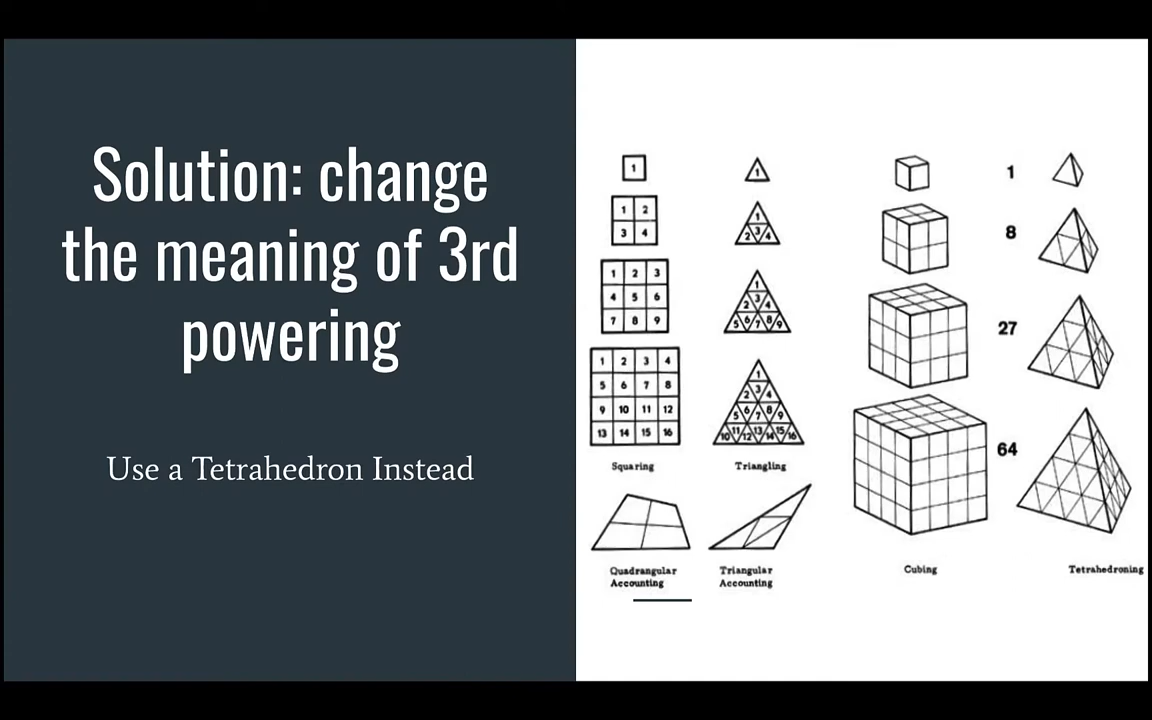 Solution: change
the meaning of 3rd
powering
Use a Tetrahedron Instead
1
1 2
3 4
1 2 3
4 5 6
7 8 9
1 2 3 4
5 6 7 8
9 10 11 12
13 14 15 16
Squaring
1
1
2 3 4
1
2 3 4
5 6 7 8 9
1
2 3 4
5 6 7 8 9
10 11 12 13 14 15 16
Triangling
Quadrangular
Accounting
Triangular
Accounting
1
8
27
64
Cubing
Tetrahedroning